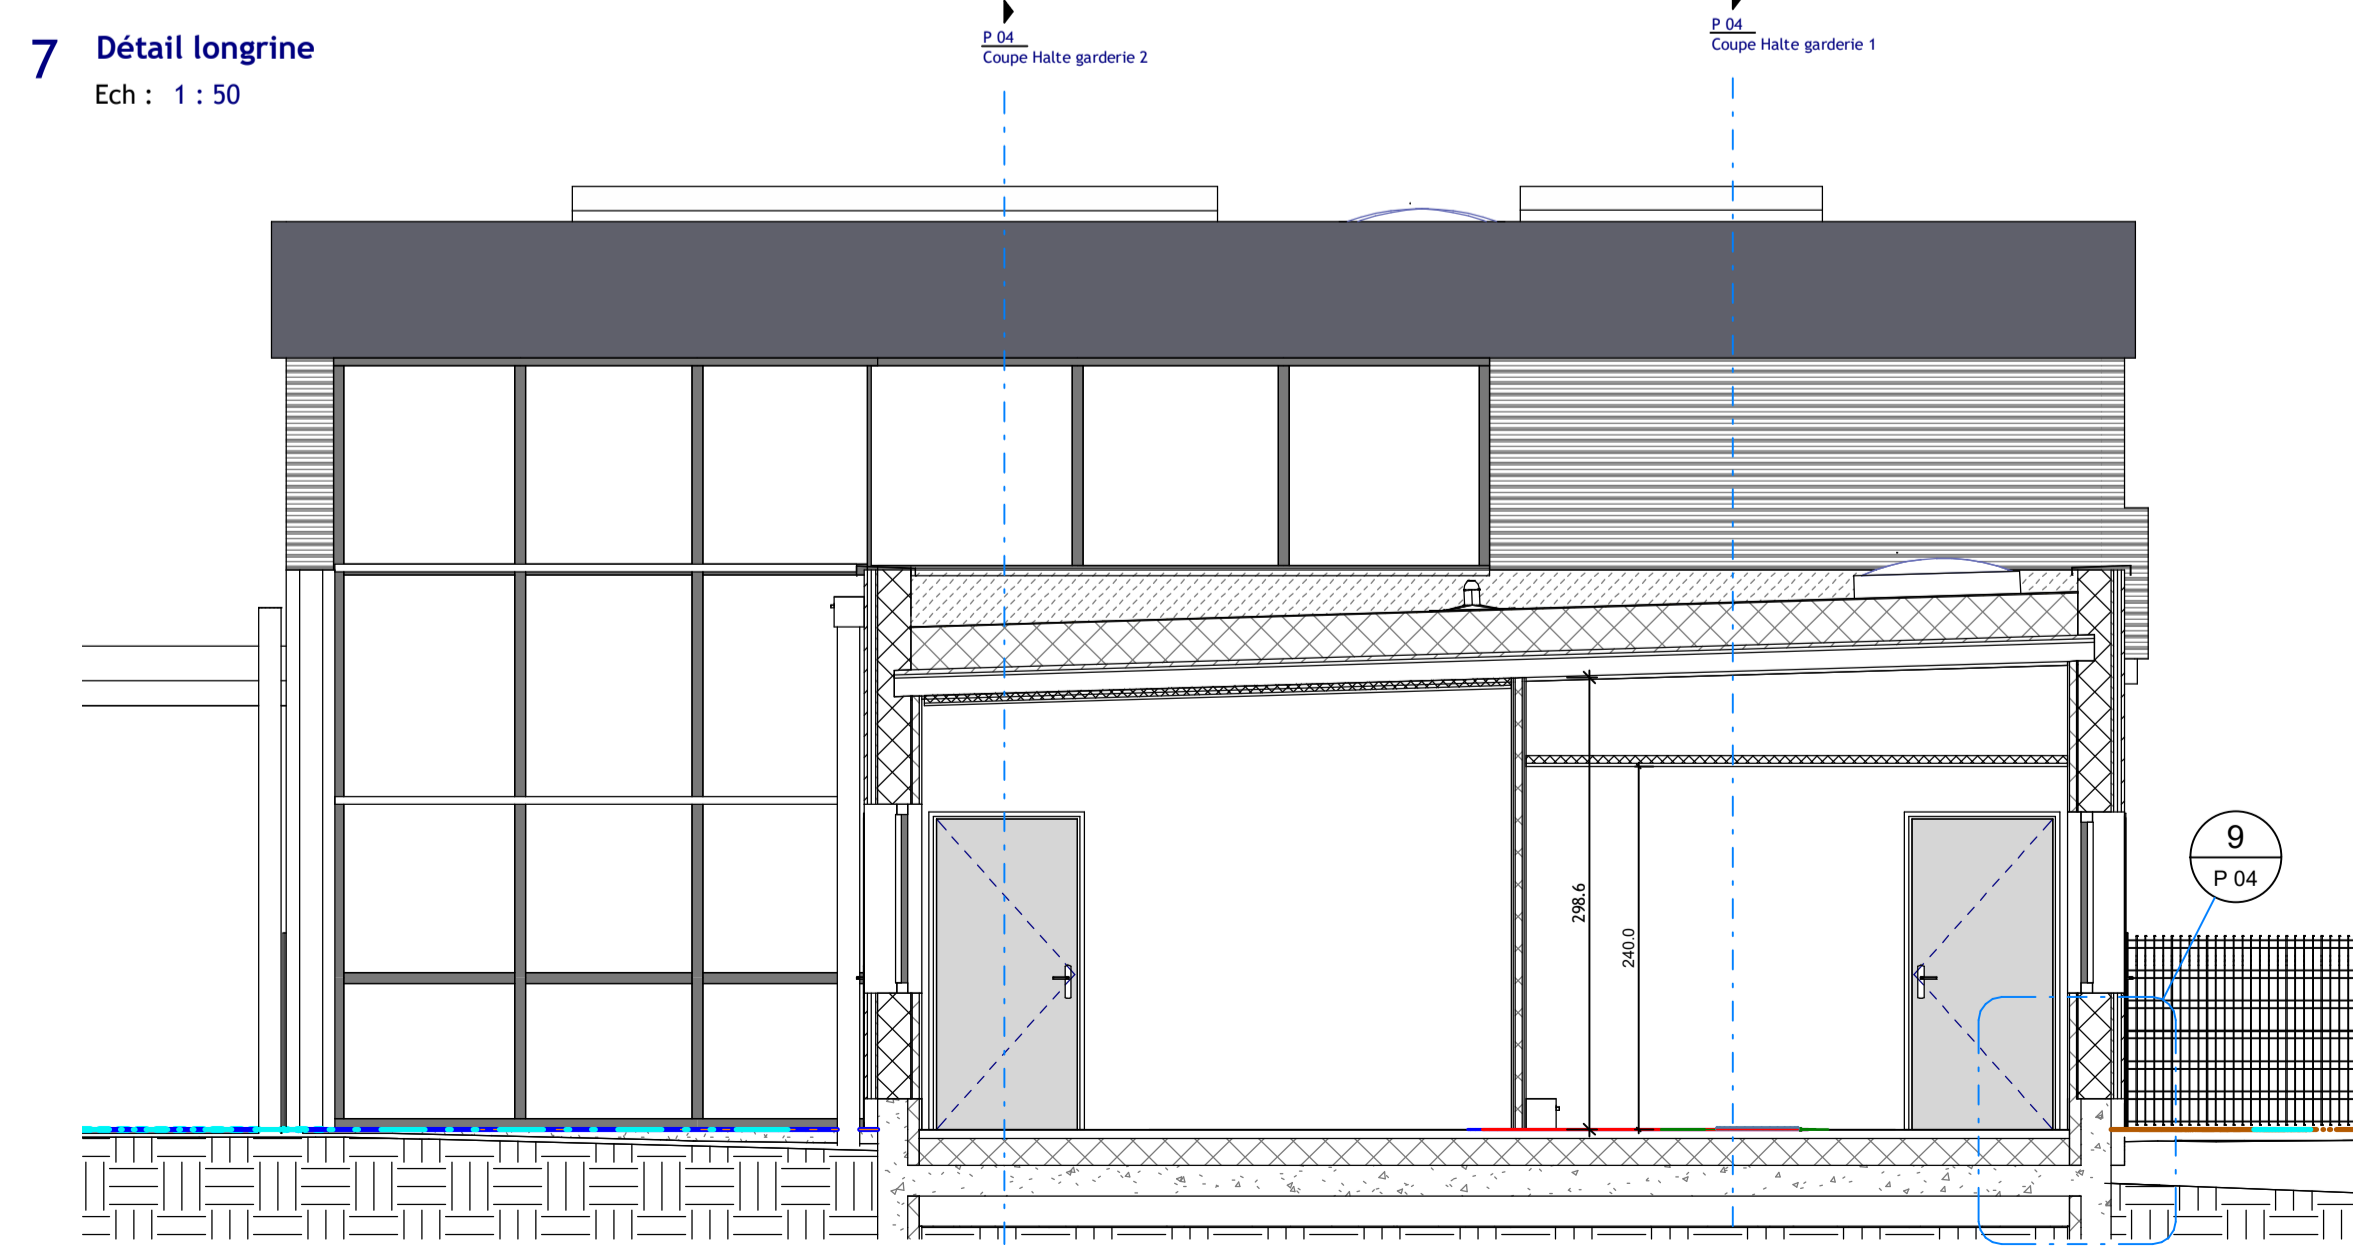 7 Détail longrine
Ech : 1 : 50
P 04
Coupe Halte garderie 2
P 04
Coupe Halte garderie 1
298.6
240.0
9
P 04